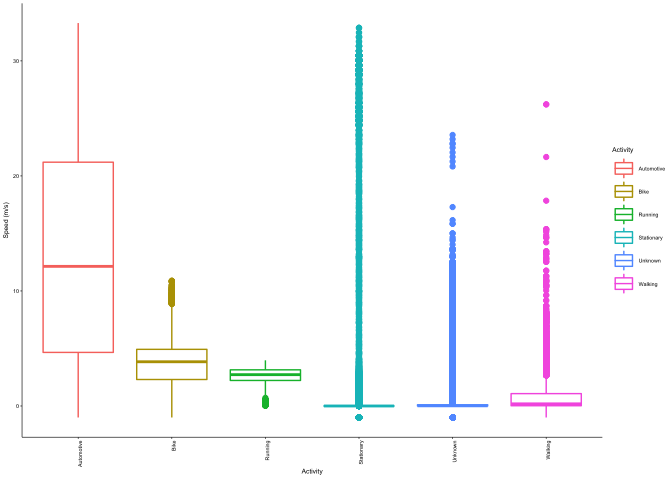 Speed (m/s)
30
20
10
0
Automotive
Bike
Running
Stationary
Unknown
Walking
Activity
Activity
Automotive
Bike
Running
Stationary
Unknown
Walking